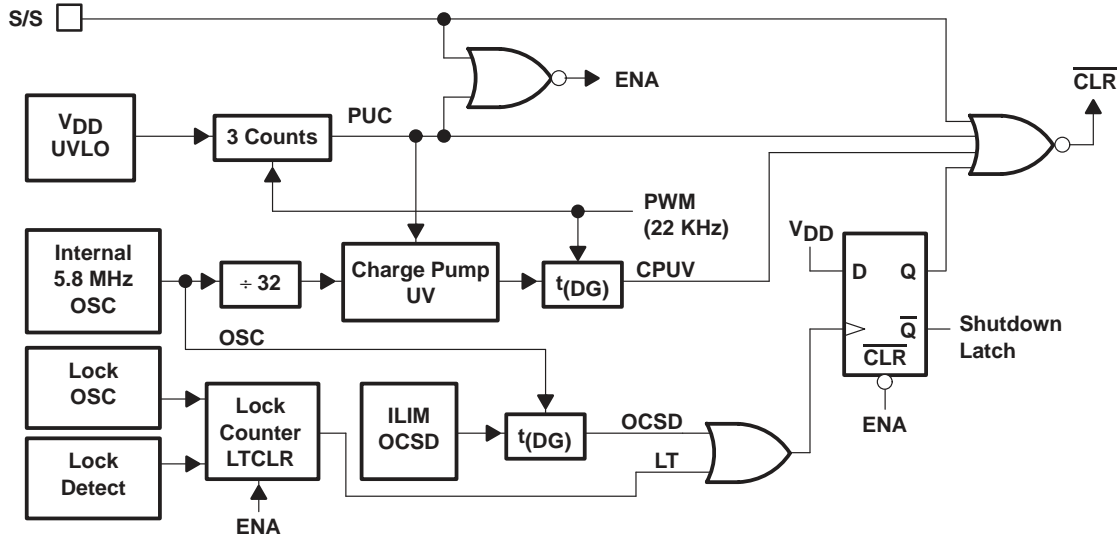 S/S
ENA
CLR
VDD
UVLO
3 Counts
PUC
PWM
(22 KHz)
Internal
5.8 MHz
OSC
÷ 32
Charge Pump
UV
t(DG)
CPUV
VDD
D
Q
Q
CLR
Shutdown
Latch
ENA
OSC
Lock
OSC
Lock
Detect
Lock
Counter
LTCLR
ENA
ILIM
OCSD
t(DG)
OCSD
LT